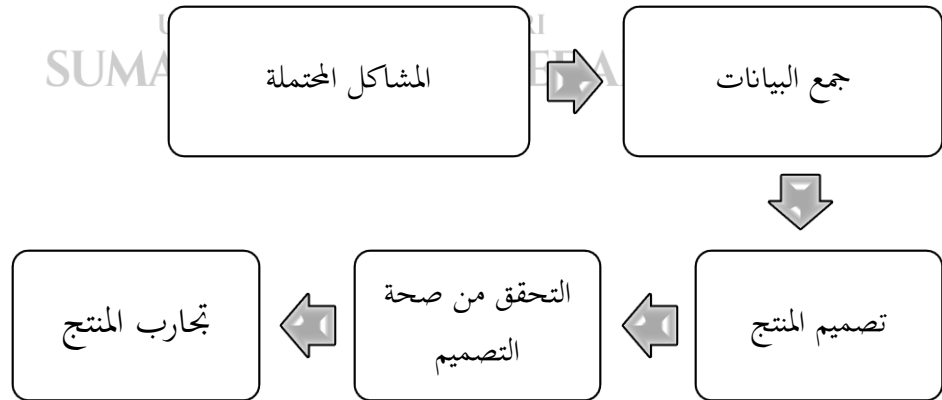 المشاكل المحتملة
جمع البيانات
تصميم المنتج
التحقق من صحة
التصميم
تجارب المنتج